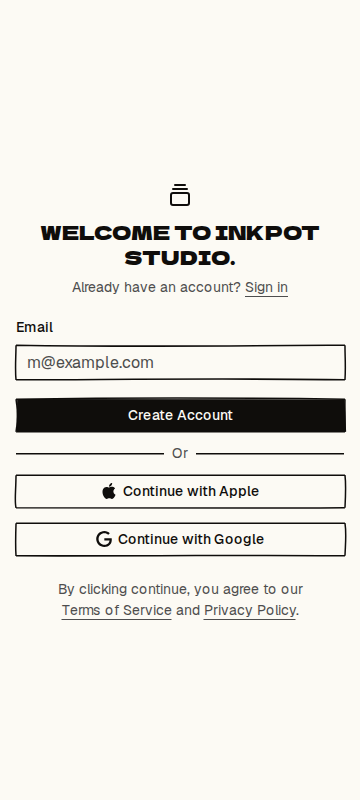 WELCOME TO INKPOT
STUDIO.
Already have an account? Sign in
Email
m@example.com
Create Account
Or
Continue with Apple
Continue with Google
By clicking continue, you agree to our
Terms of Service and Privacy Policy.